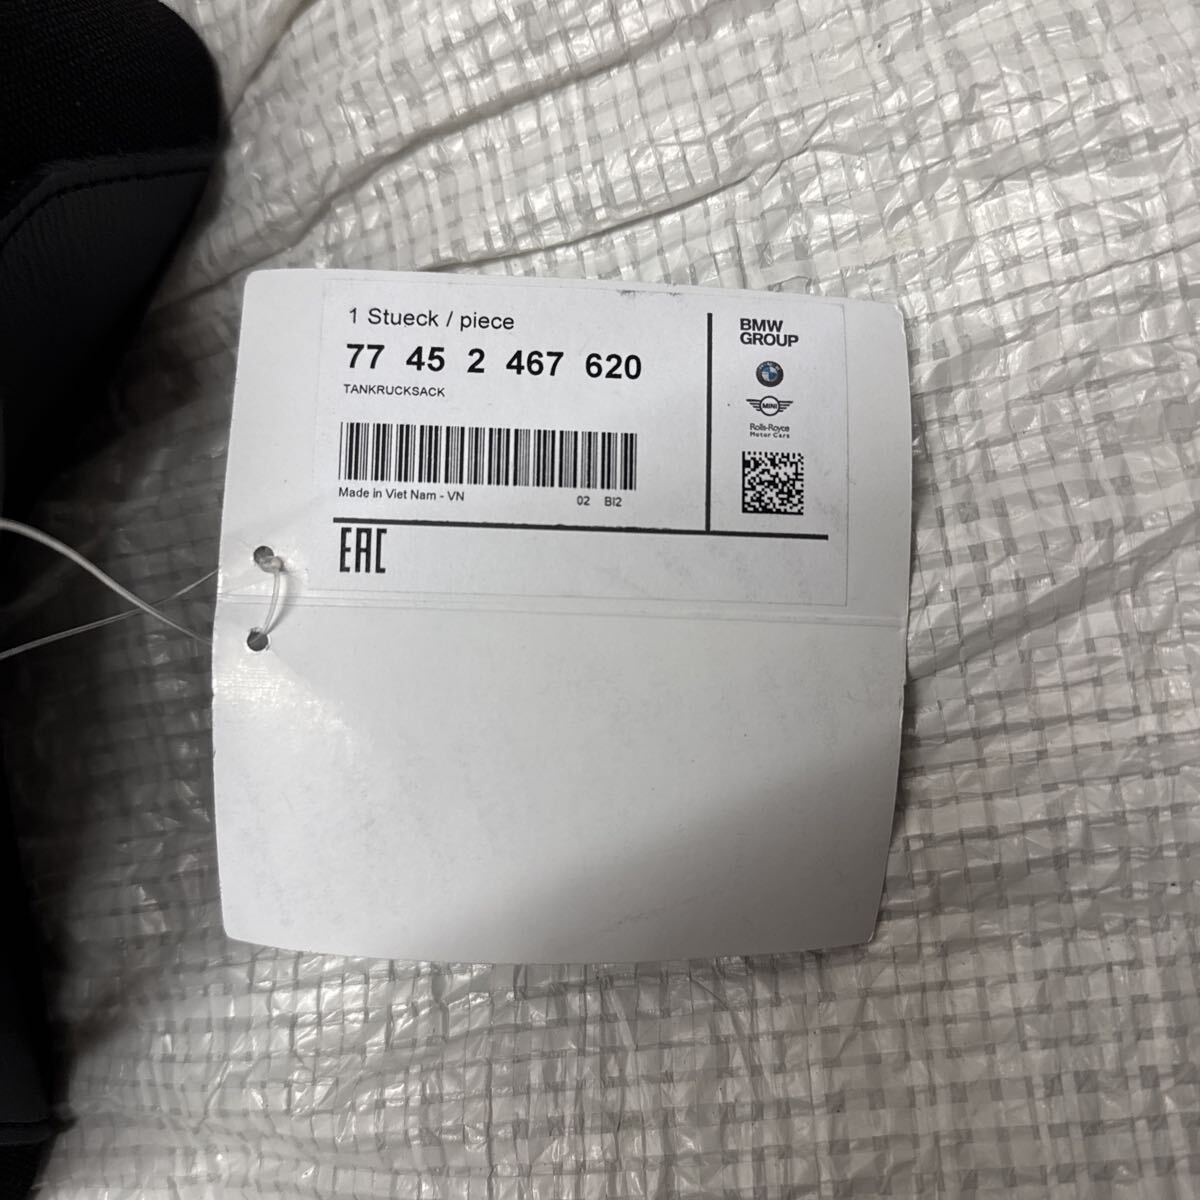 1 Stueck / piece
77 45 2 467 620
TANKRUCKSACK
Made in Viet Nam - VN
02 BI2
EAC
BMW
GROUP
MINI
Rolls-Royce
Motor Cars